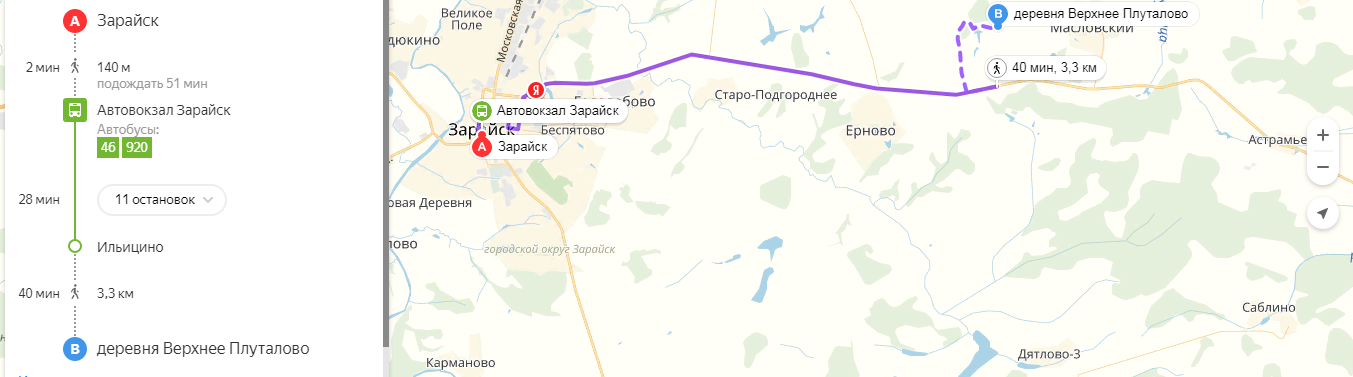 А Зарайск
2 мин 140 м
подождать 51 мин
Автовокзал Зарайск
Автобусы:
46 920
28 мин 11 остановок
Ильицино
40 мин 3,3 км
В деревня Верхнее Плуталово
Великое
Поле
Московская
дюкино
В деревня Верхнее Плуталово
Масловский
40 мин, 3,3 км
Я
Старо-Подгороднее
Автовокзал Зарайск
Зарайск
Беспятово
А Зарайск
Ерново
Астрамье
овая Деревня
лово
городской округ Зарайск
Саблино
Дятлово-3
Карманово